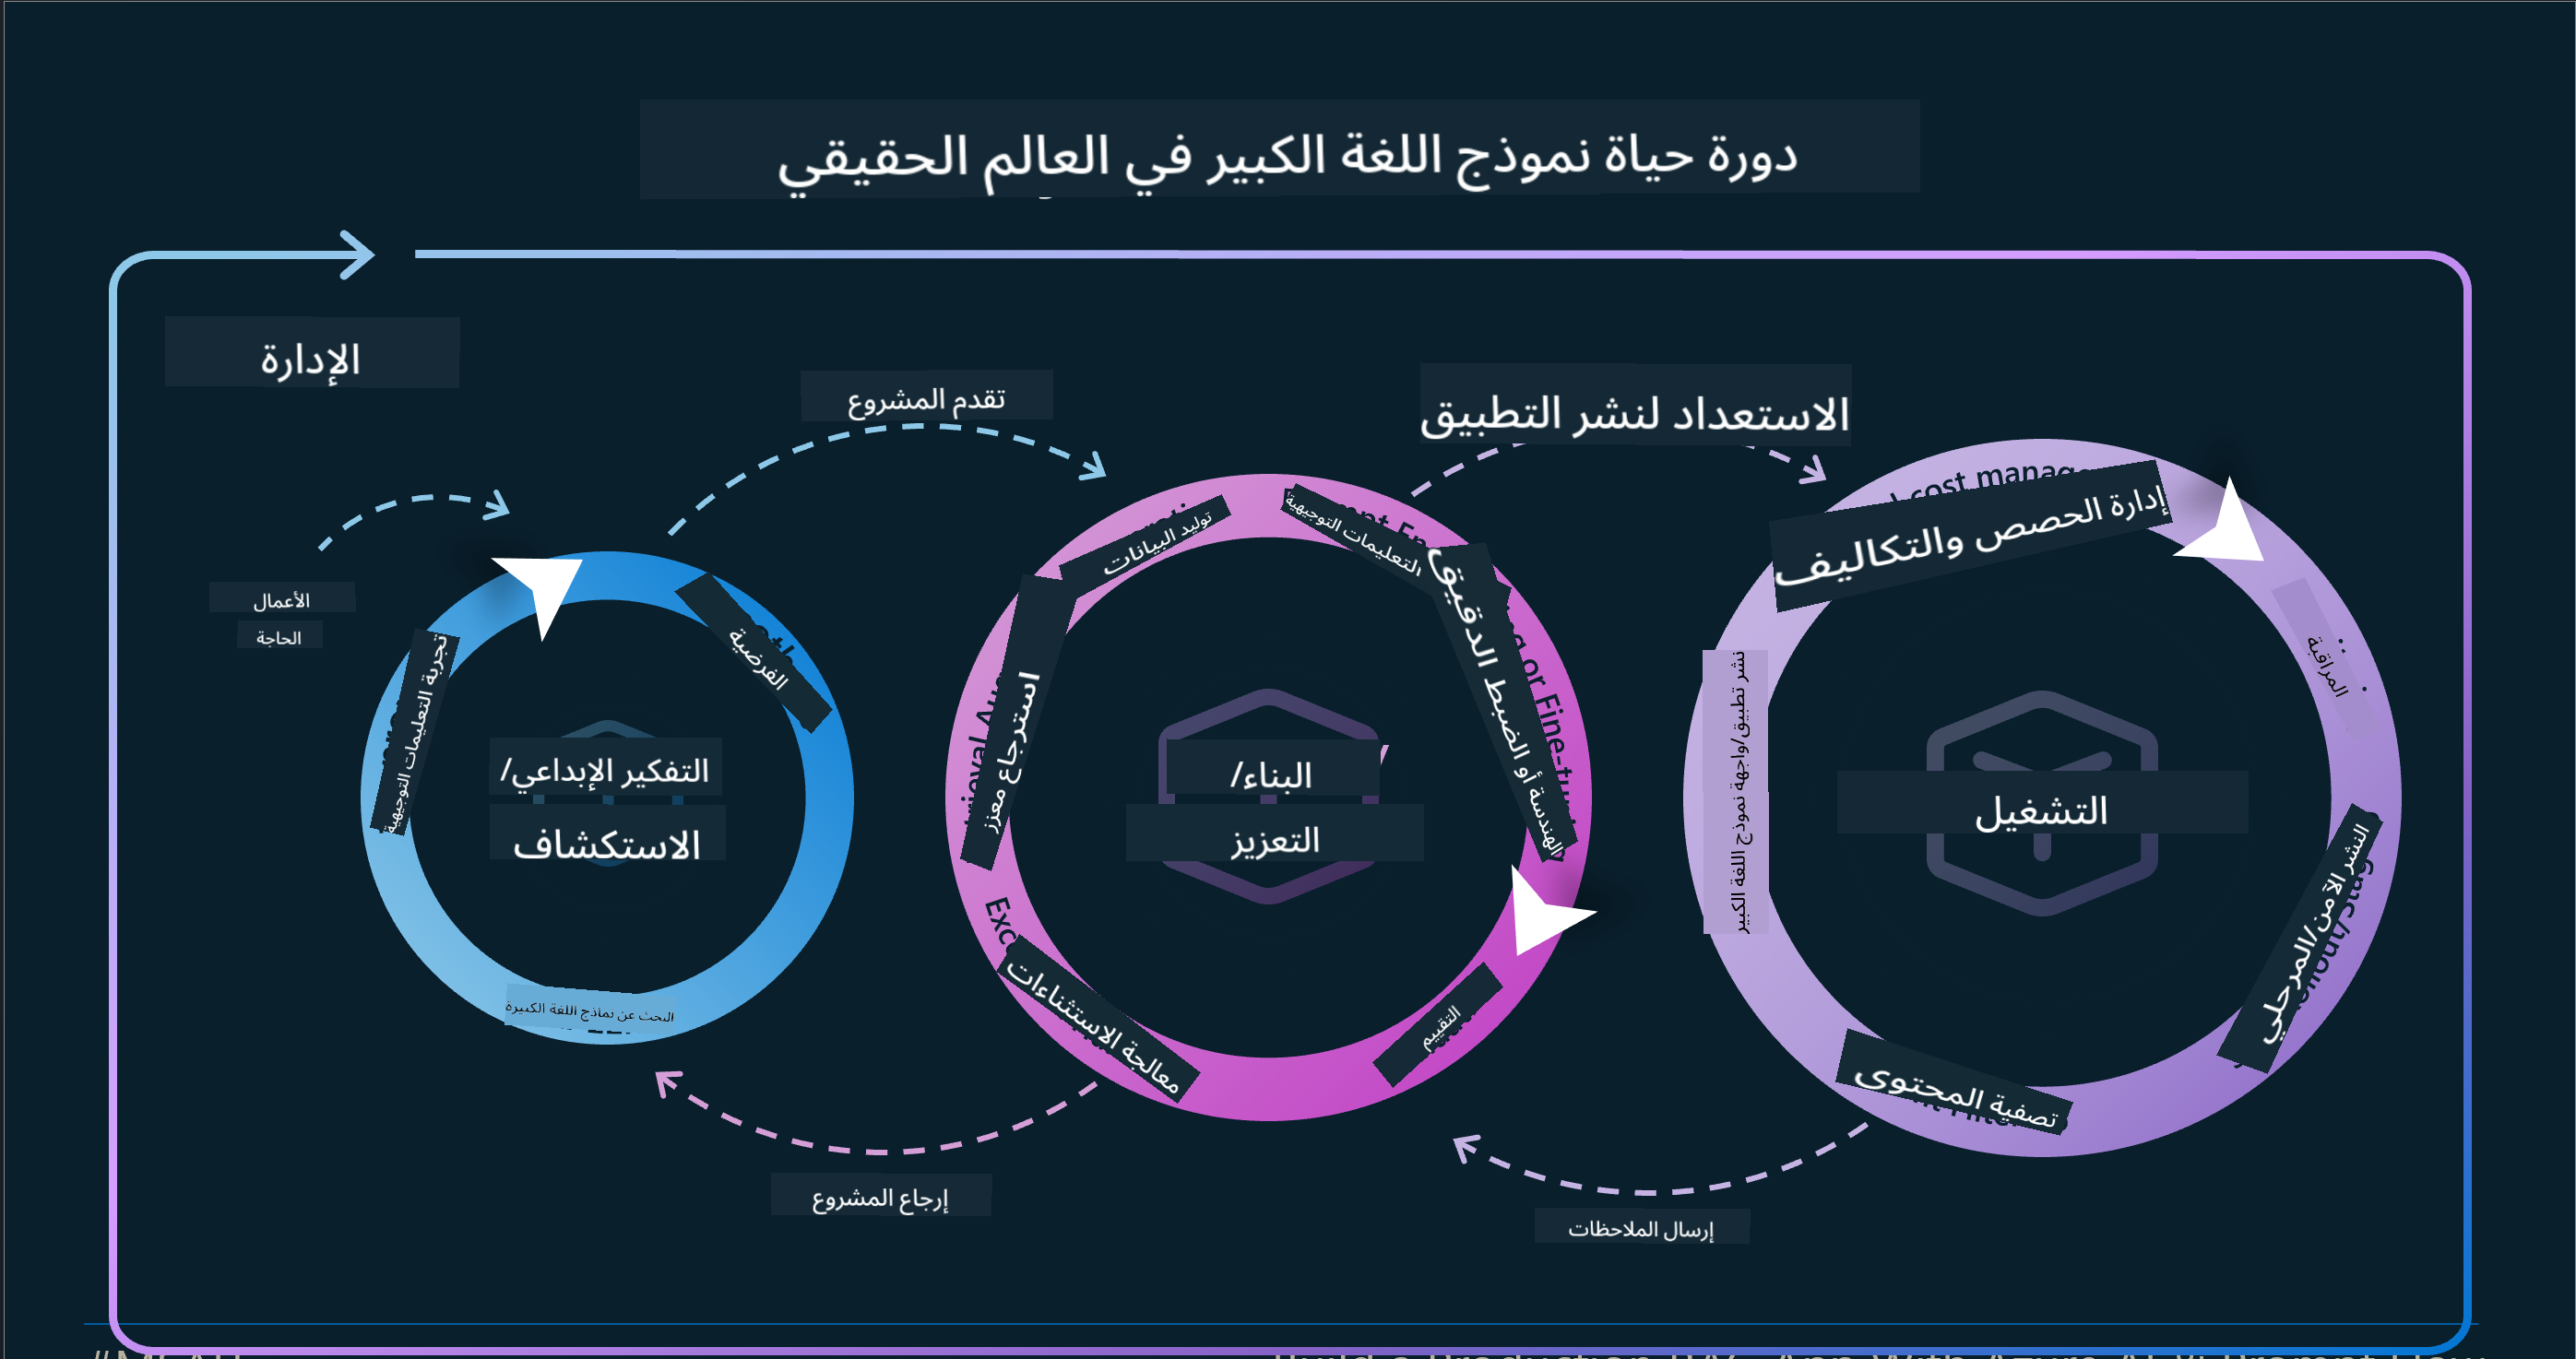 دورة حياة نموذج اللغة الكبير في العالم الحقيقي
الإدارة
تقدم المشروع
الاستعداد لنشر التطبيق
الأعمال
الحاجة
الفرضية
تجربة التعليمات التوجيهية
التفكير الإبداعي/
الاستكشاف
البحث عن نماذج اللغة الكبيرة
توليد البيانات
التعليمات التوجيهية
الهندسة أو الضبط الدقيق
or Fine-
استرجاع معزز
البناء/
التعزيز
معالجة الاستثناءات
التقييم
cost
إدارة الحصص والتكاليف
المراقبة
نشر تطبيق/واجهة نموذج اللغة الكبير
التشغيل
النشر الآمن/المرحلي
تصفية المحتوى
إرجاع المشروع
إرسال الملاحظات